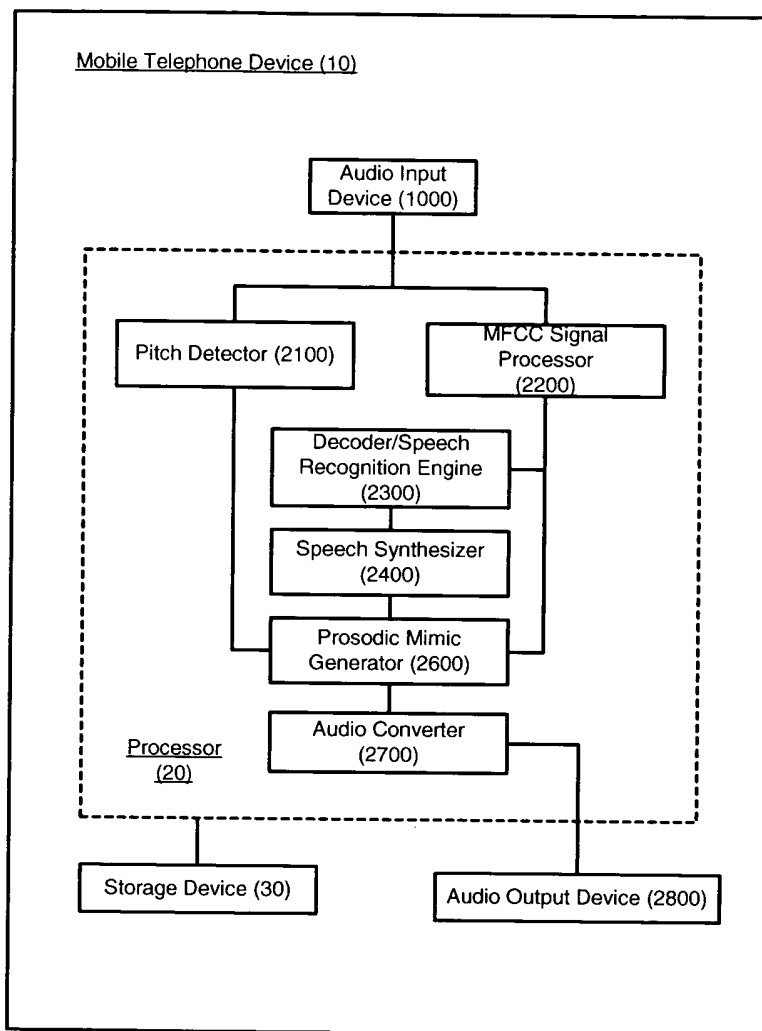 Mobile Telephone Device (10)
Audio Input
Device (1000)
Pitch Detector (2100)
MFCC Signal
Processor
(2200)
Decoder/Speech
Recognition Engine
(2300)
Speech Synthesizer
(2400)
Prosodic Mimic
Generator (2600)
Audio Converter
(2700)
Processor
(20)
Storage Device (30)
Audio Output Device (2800)